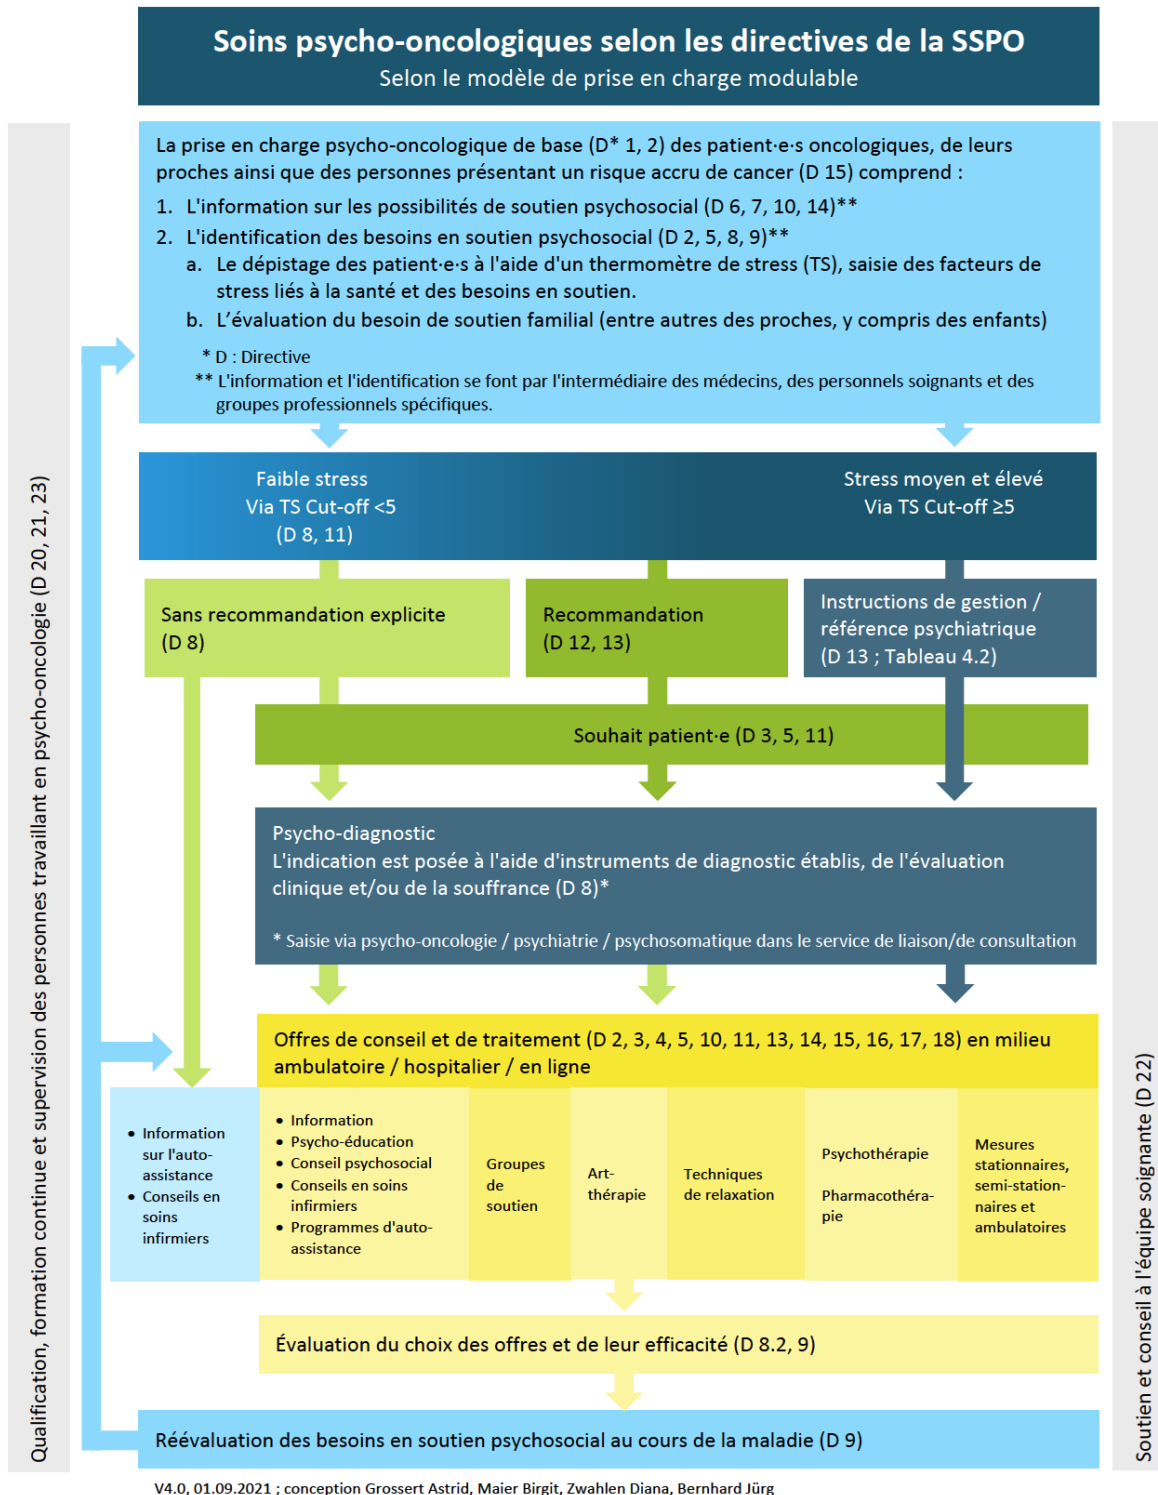 Soins psycho-oncologiques selon les directives de la SSPO
Selon le modèle de prise en charge modulable
Qualification, formation continue et supervision des personnes travaillant en psycho-oncologie (D 20, 21, 23)
La prise en charge psycho-oncologique de base (D* 1, 2) des patient·e·s oncologiques, de leurs
proches ainsi que des personnes présentant un risque accru de cancer (D 15) comprend :
1. L'information sur les possibilités de soutien psychosocial (D 6, 7, 10, 14)**
2. L'identification des besoins en soutien psychosocial (D 2, 5, 8, 9)**
a. Le dépistage des patient·e·s à l'aide d'un thermomètre de stress (TS), saisie des facteurs de
stress liés à la santé et des besoins en soutien.
b. L’évaluation du besoin de soutien familial (entre autres des proches, y compris des enfants)
* D : Directive
** L'information et l'identification se font par l'intermédiaire des médecins, des personnels soignants et des
groupes professionnels spécifiques.
Faible stress
Via TS Cut-off <5
(D 8, 11)
Stress moyen et élevé
Via TS Cut-off ≥5
Sans recommandation explicite
(D 8)
Recommandation
(D 12, 13)
Instructions de gestion /
référence psychiatrique
(D 13 ; Tableau 4.2)
Souhait patient·e (D 3, 5, 11)
Psycho-diagnostic
L'indication est posée à l'aide d'instruments de diagnostic établis, de l'évaluation
clinique et/ou de la souffrance (D 8)*
* Saisie via psycho-oncologie / psychiatrie / psychosomatique dans le service de liaison/de consultation
Offres de conseil et de traitement (D 2, 3, 4, 5, 10, 11, 13, 14, 15, 16, 17, 18) en milieu
ambulatoire / hospitalier / en ligne
• Information
sur l'auto-
assistance
• Conseils en
soins
infirmiers
• Information
• Psycho-éducation
• Conseil psychosocial
• Conseils en soins
infirmiers
• Programmes d'auto-
assistance
Groupes
de
soutien
Art-
thérapie
Techniques
de relaxation
Psychothérapie
Pharmacothéra-
pie
Mesures
stationnaires,
semi-station-
naires et
ambulatoires
Évaluation du choix des offres et de leur efficacité (D 8.2, 9)
Réévaluation des besoins en soutien psychosocial au cours de la maladie (D 9)
Soutien et conseil à l'équipe soignante (D 22)
V4.0, 01.09.2021 ; conception Grossert Astrid, Maier Birgit, Zwahlen Diana, Bernhard Jürg